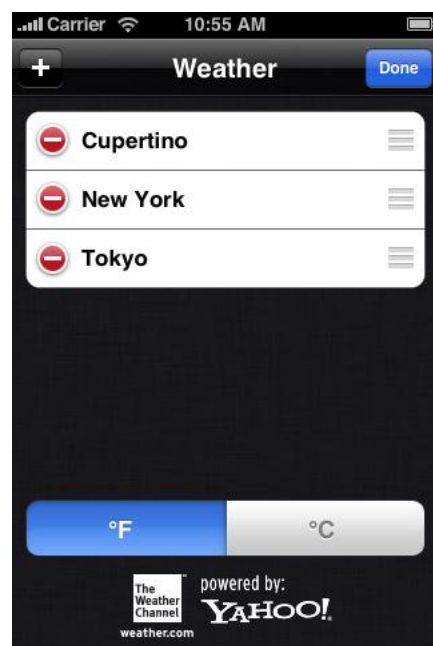 Carrier 10:55 AM
+ Weather Done
Cupertino
New York
Tokyo
°F °C
The
Weather
Channel
weather.com
powered by:
YAHOO!